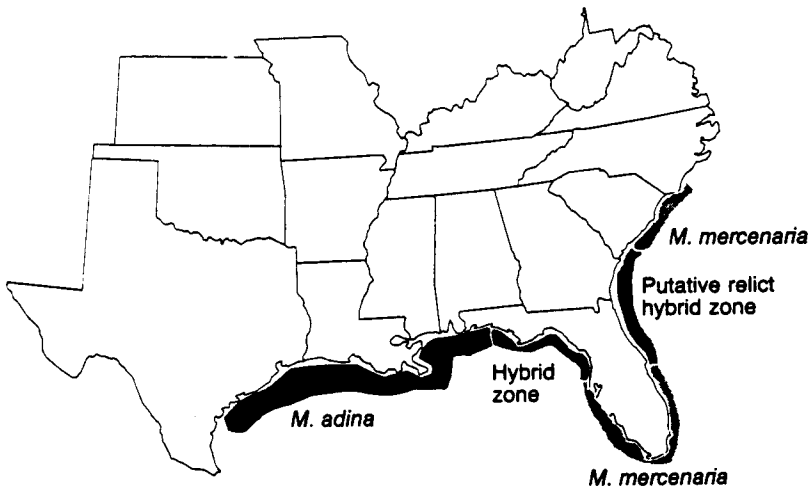 M. mercenaria
Putative relict
hybrid zone
Hybrid
zone
M. adina
M. mercenaria